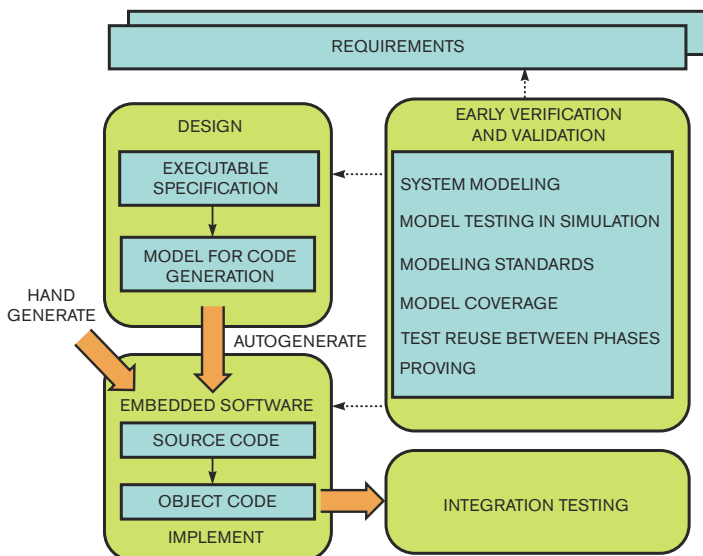 REQUIREMENTS
DESIGN
EXECUTABLE
SPECIFICATION
MODEL FOR CODE
GENERATION
HAND
GENERATE
AUTOGENERATE
EMBEDDED SOFTWARE
SOURCE CODE
OBJECT CODE
IMPLEMENT
EARLY VERIFICATION
AND VALIDATION
SYSTEM MODELING
MODEL TESTING IN SIMULATION
MODELING STANDARDS
MODEL COVERAGE
TEST REUSE BETWEEN PHASES
PROVING
INTEGRATION TESTING